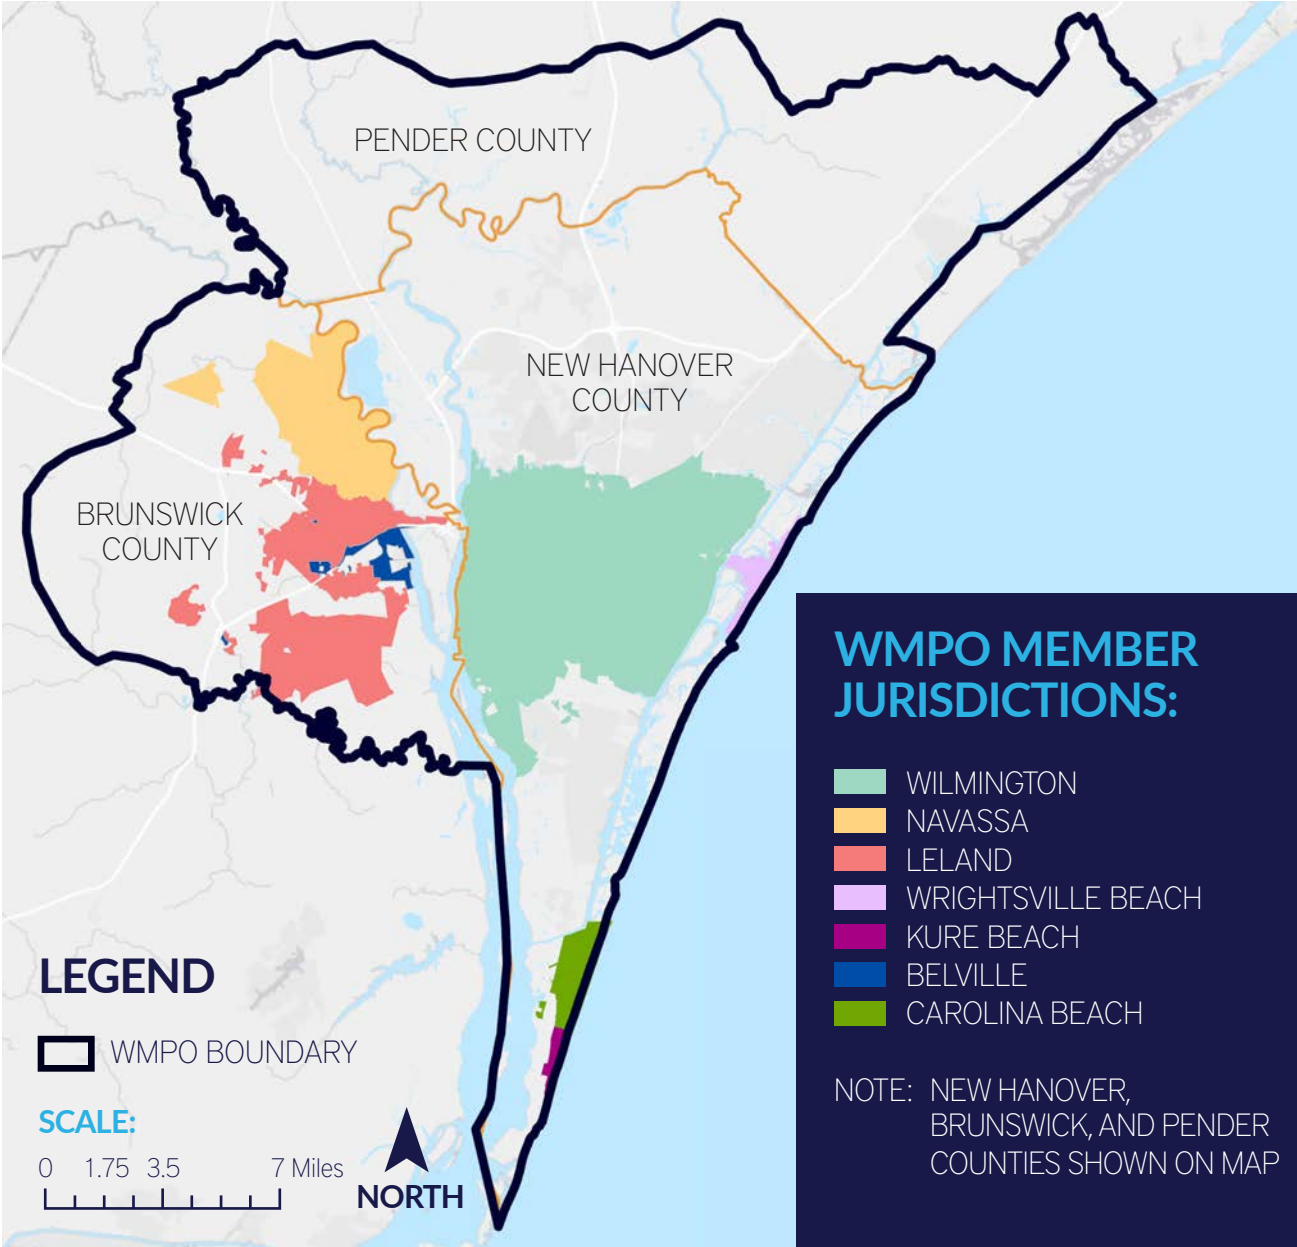 PENDER COUNTY
NEW HANOVER
COUNTY
BRUNSWICK
COUNTY
WMPO MEMBER
JURISDICTIONS:
WILMINGTON
NAVASSA
LELAND
WRIGHTSVILLE BEACH
KURE BEACH
BELVILLE
CAROLINA BEACH
NOTE: NEW HANOVER,
BRUNSWICK, AND PENDER
COUNTIES SHOWN ON MAP
LEGEND
WMPO BOUNDARY
SCALE:
0 1.75 3.5 7 Miles
NORTH